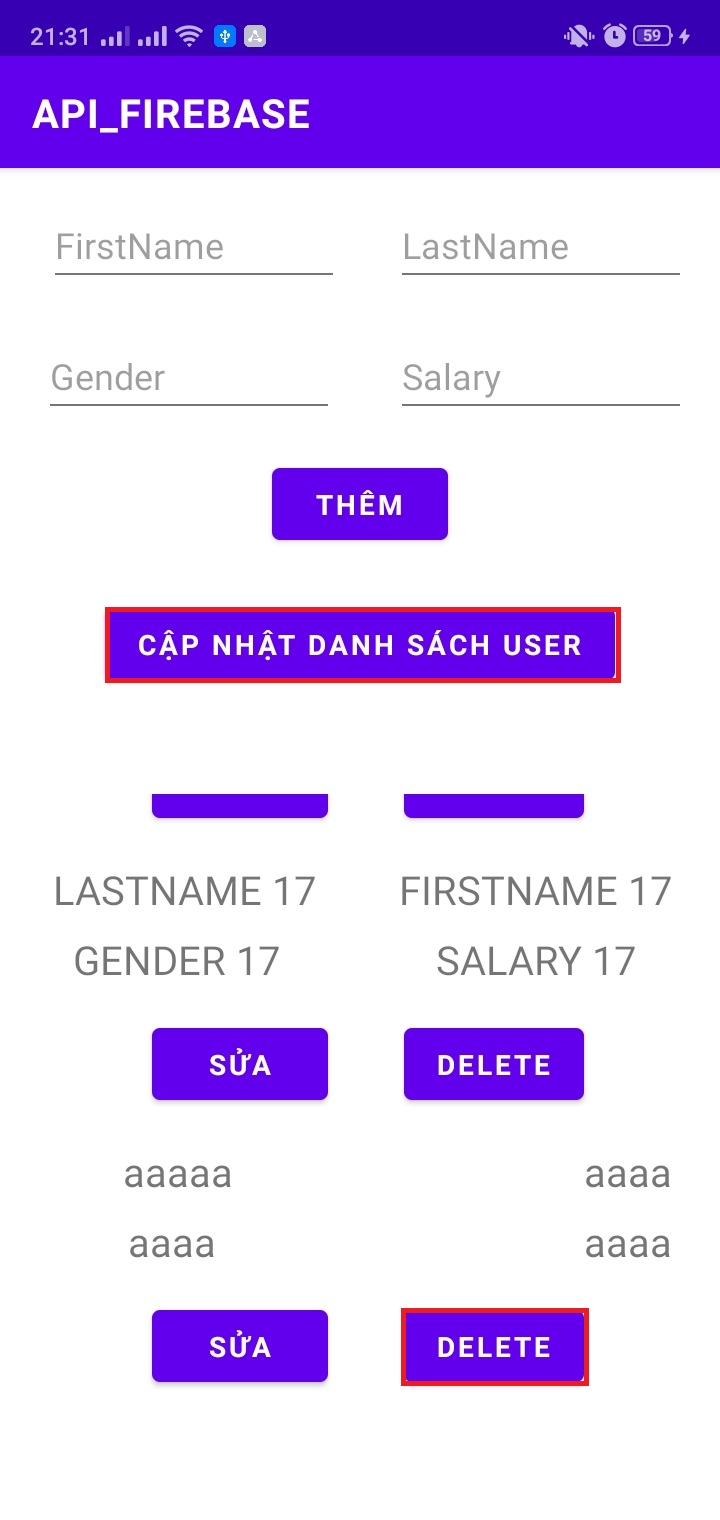 21:31 59
API_FIREBASE
FirstName LastName
Gender Salary
THÊM
CẬP NHẬT DANH SÁCH USER
LASTNAME 17 FIRSTNAME 17
GENDER 17 SALARY 17
SỬA DELETE
aaaaa aaaa
aaaa aaaa
SỬA DELETE